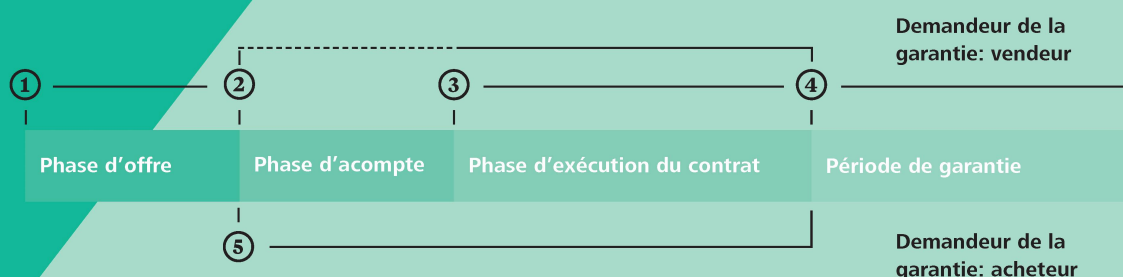 Demandeur de la
garantie: vendeur
1 2 3 4
Phase d’offre Phase d’acompte Phase d’exécution du contrat Période de garantie
5
Demandeur de la
garantie: acheteur